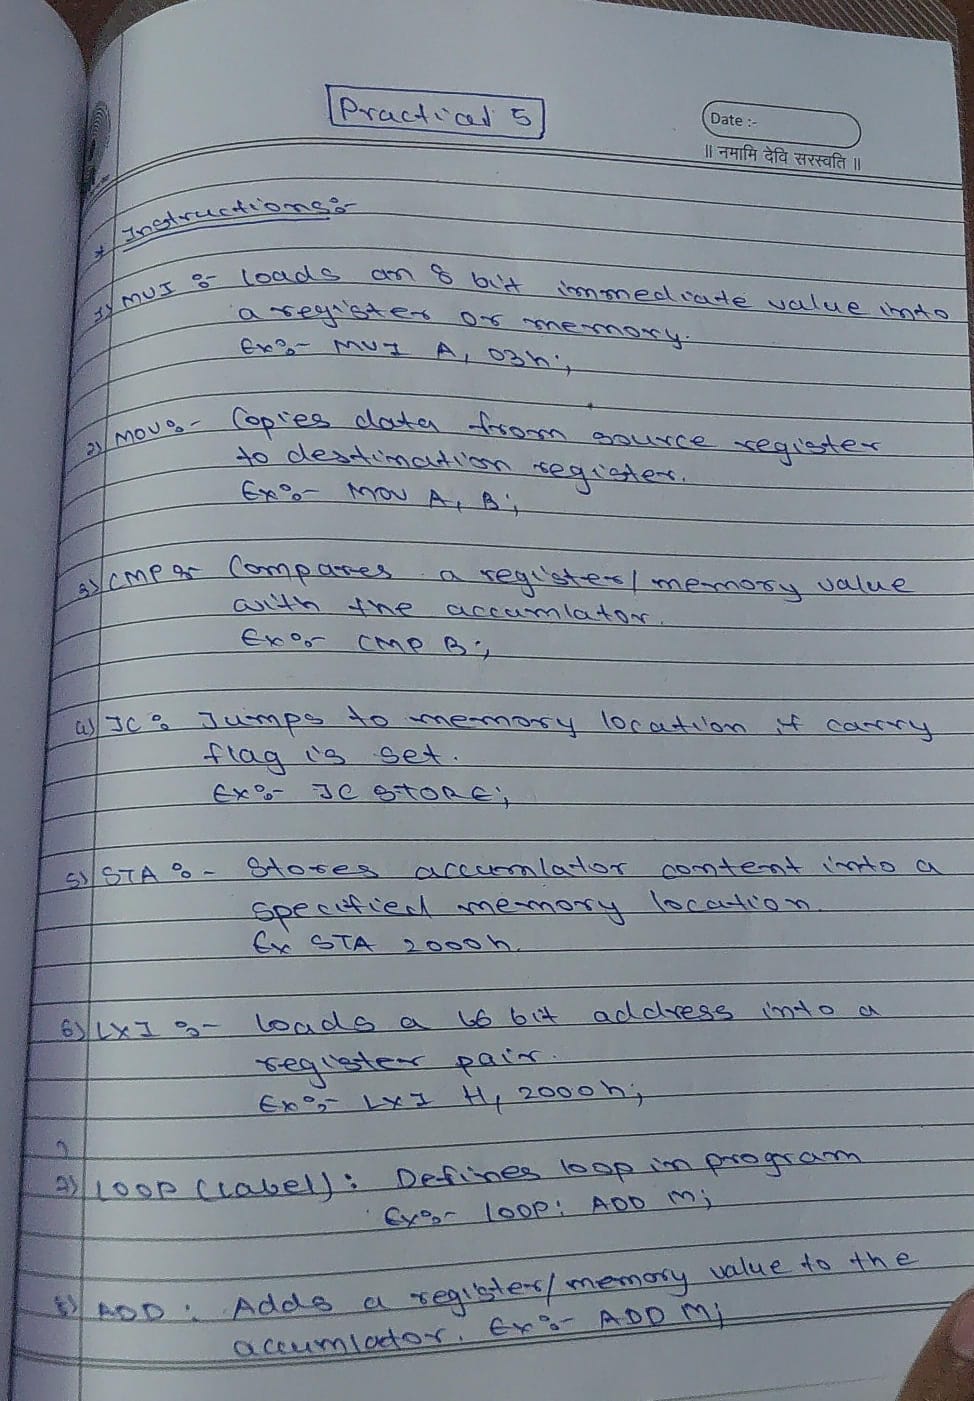 Practical 5
Date :-
॥ नमामि देवि सरस्वति ॥
* Instructions:-
1) MVI :- Loads an 8 bit immediate value into
a register or memory.
Ex:- MVI A, 03h;
2) MOV:- Copies data from source register
to destination register.
Ex:- MOV A, B;
3) CMP:- Compares a register/memory value
with the accumlator.
Ex:- CMP B;
4) JC: Jumps to memory location if carry
flag is set.
Ex:- JC STORE;
5) STA :- Stores accumlator content into a
specified memory location.
Ex STA 2000h.
6) LXI :- Loads a 16 bit address into a
register pair.
Ex:- LXI H, 2000h;
7) LOOP (Label): Defines loop in program
Ex:- LOOP: ADD M;
8) ADD : Adds a register/memory value to the
accumlator. Ex:- ADD M;